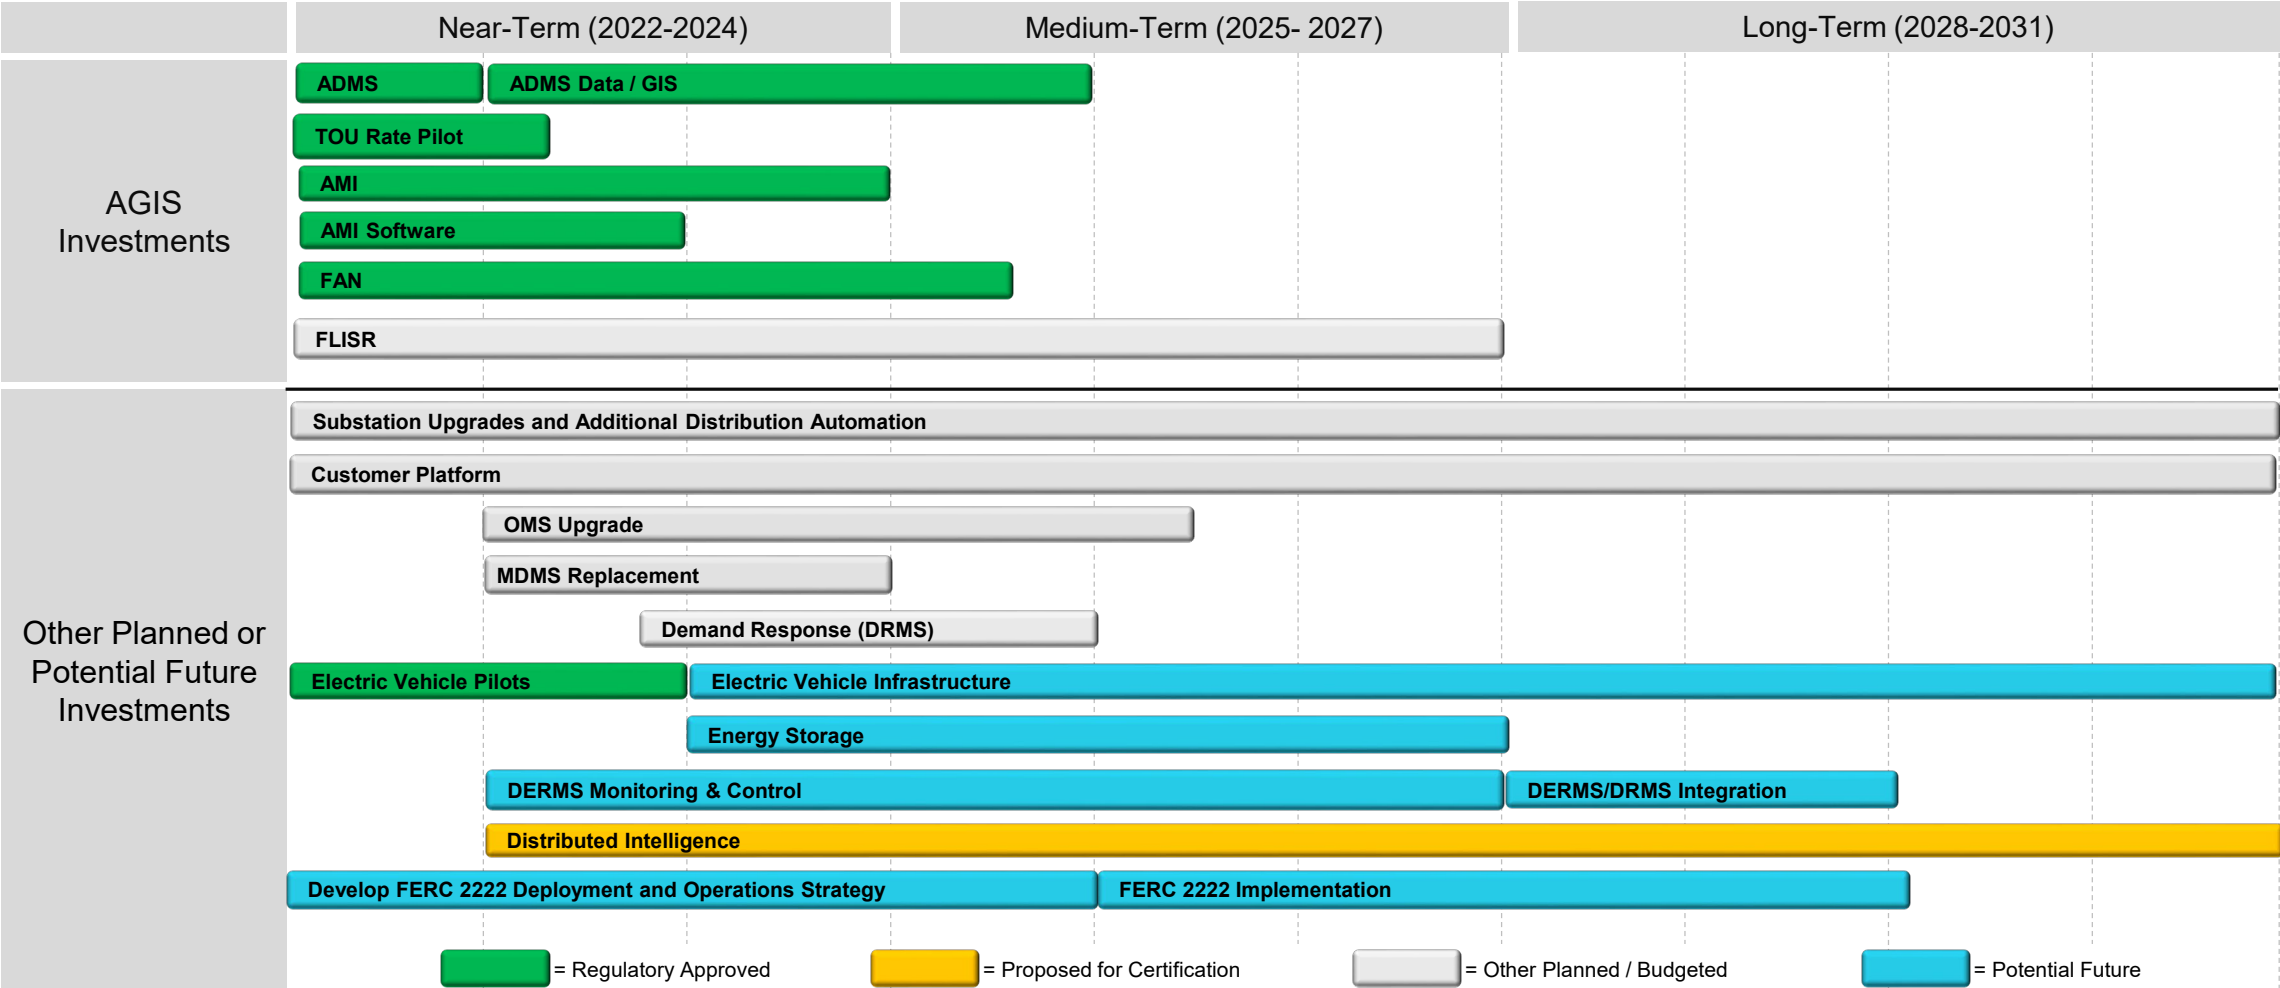 Near-Term (2022-2024)
Medium-Term (2025- 2027)
Long-Term (2028-2031)
AGIS
Investments
ADMS
ADMS Data / GIS
TOU Rate Pilot
AMI
AMI Software
FAN
FLISR
Other Planned or
Potential Future
Investments
Substation Upgrades and Additional Distribution Automation
Customer Platform
OMS Upgrade
MDMS Replacement
Demand Response (DRMS)
Electric Vehicle Pilots
Electric Vehicle Infrastructure
Energy Storage
DERMS Monitoring & Control
DERMS/DRMS Integration
Distributed Intelligence
Develop FERC 2222 Deployment and Operations Strategy
FERC 2222 Implementation
= Regulatory Approved
= Proposed for Certification
= Other Planned / Budgeted
= Potential Future